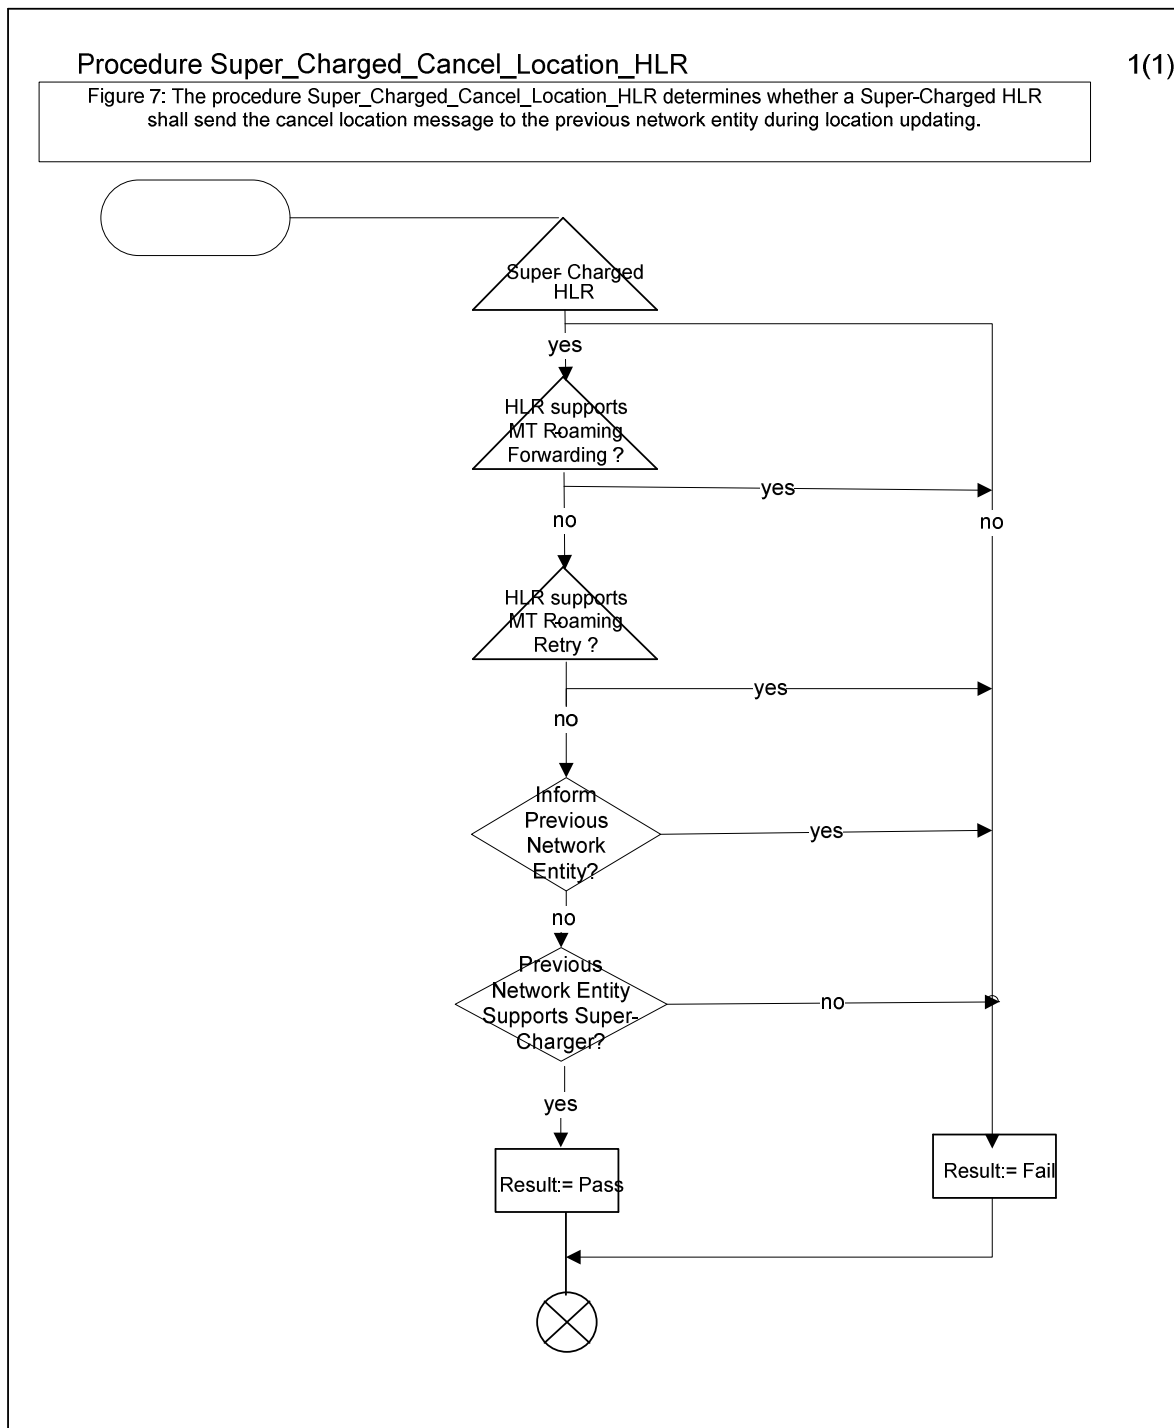 Procedure Super_Charged_Cancel_Location_HLR
1(1)
Figure 7: The procedure Super_Charged_Cancel_Location_HLR determines whether a Super-Charged HLR
shall send the cancel location message to the previous network entity during location updating.
Super- Charged
HLR
yes
HLR supports
MT Roaming
Forwarding ?
yes
no
no
HLR supports
MT Roaming
Retry ?
yes
no
Inform
Previous
Network
Entity?
yes
no
Previous
Network Entity
Supports Super-
Charger?
no
yes
Result:= Pass
Result:= Fail